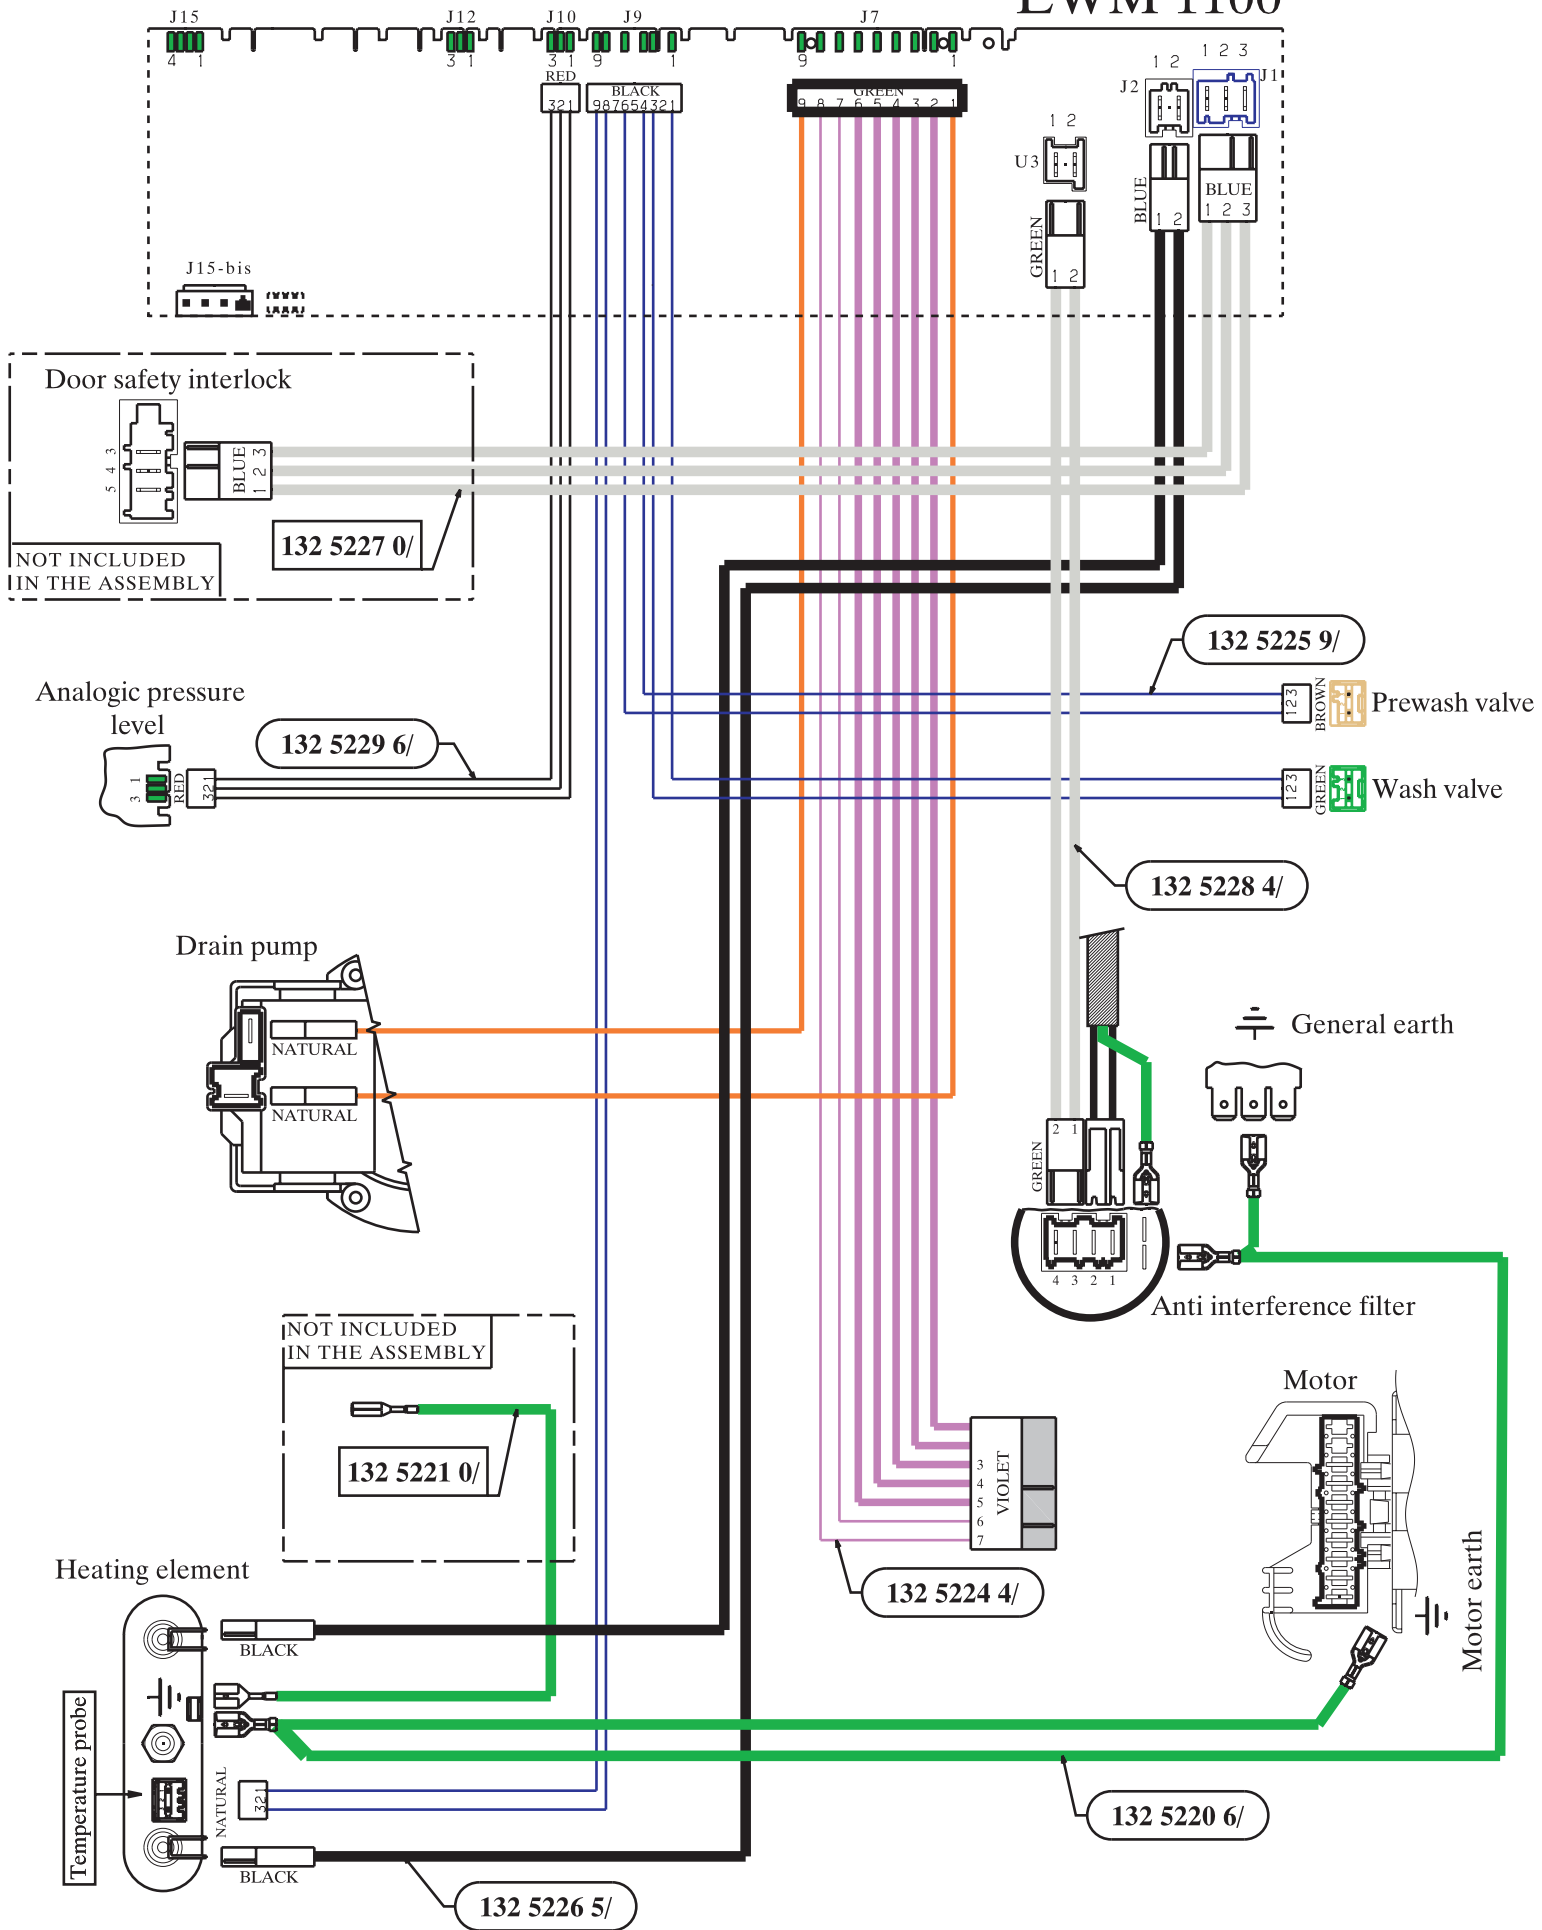 EWM 1100
J15
J12
J10
J9
J7
4 1
3 1
3 1
9 1
9 1
RED
321
BLACK
987654321
GREEN
9 8 7 6 5 4 3 2 1
1 2
J2
1 2 3
J1
1 2
U3
BLUE
1 2
BLUE
1 2 3
GREEN
1 2
J15-bis
Door safety interlock
3
4
5
BLUE
1 2 3
132 5227 0/
NOT INCLUDED
IN THE ASSEMBLY
132 5225 9/
123
BROWN
Prewash valve
Analogic pressure
level
132 5229 6/
1
3
RED
321
123
GREEN
Wash valve
132 5228 4/
Drain pump
NATURAL
NATURAL
General earth
GREEN
2 1
4 3 2 1
Anti interference filter
NOT INCLUDED
IN THE ASSEMBLY
132 5221 0/
Motor
VIOLET
3
4
5
6
7
132 5224 4/
Motor earth
Heating element
BLACK
Temperature probe
NATURAL
321
BLACK
132 5220 6/
132 5226 5/